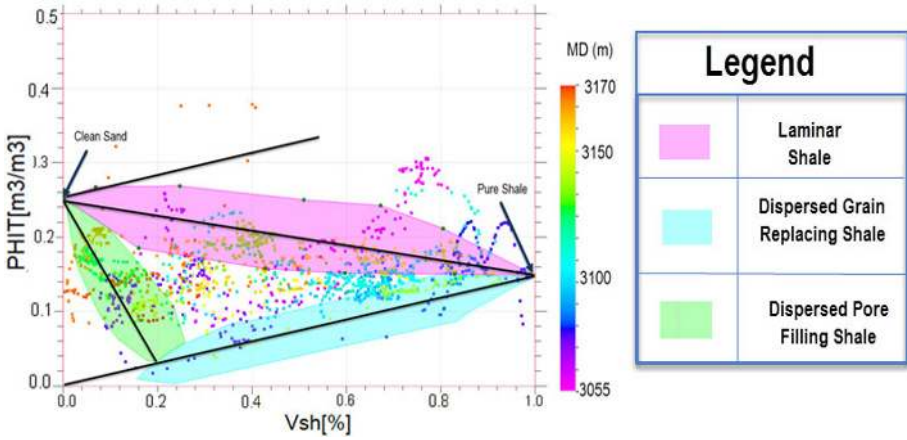 0.5
0.4
0.3
0.2
0.1
0.0
PHIT[m3/m3]
Clean Sand
Pure Shale
0.0
0.2
0.4
0.6
0.8
1.0
Vsh[%]
MD (m)
3170
3150
3100
3055
Legend
Laminar
Shale
Dispersed Grain
Replacing Shale
Dispersed Pore
Filling Shale